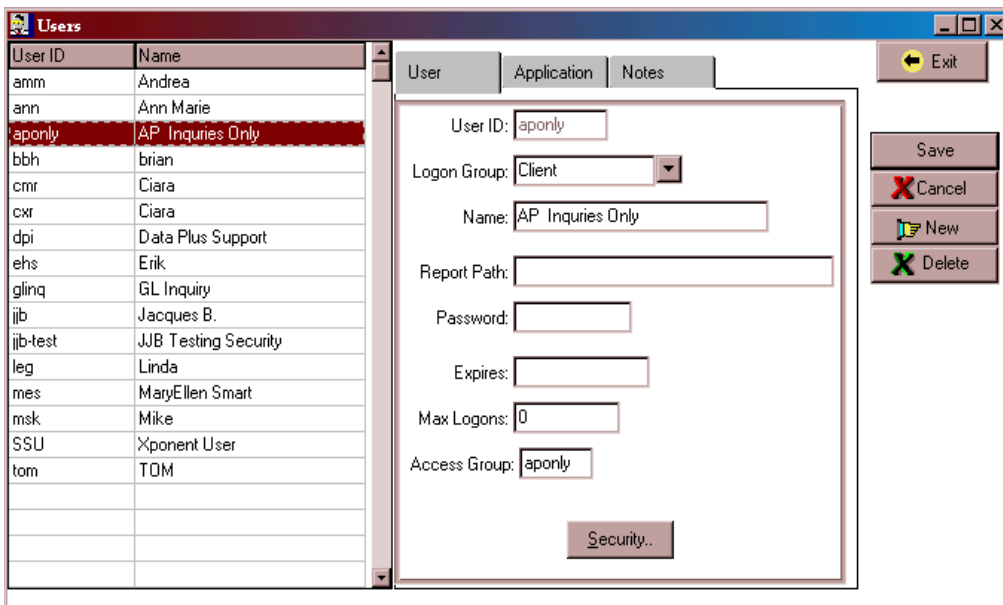 Users
User ID Name
amm Andrea
ann Ann Marie
aponly AP Inquries Only
bbh brian
cmr Ciara
cxr Ciara
dpi Data Plus Support
ehs Erik
glinq GL Inquiry
jjb Jacques B.
jjb-test JJB Testing Security
leg Linda
mes MaryEllen Smart
msk Mike
SSU Xponent User
tom TOM
User Application Notes
User ID: aponly
Logon Group: Client
Name: AP Inquries Only
Report Path:
Password:
Expires:
Max Logons: 0
Access Group: aponly
Security..
Exit
Save
Cancel
New
Delete